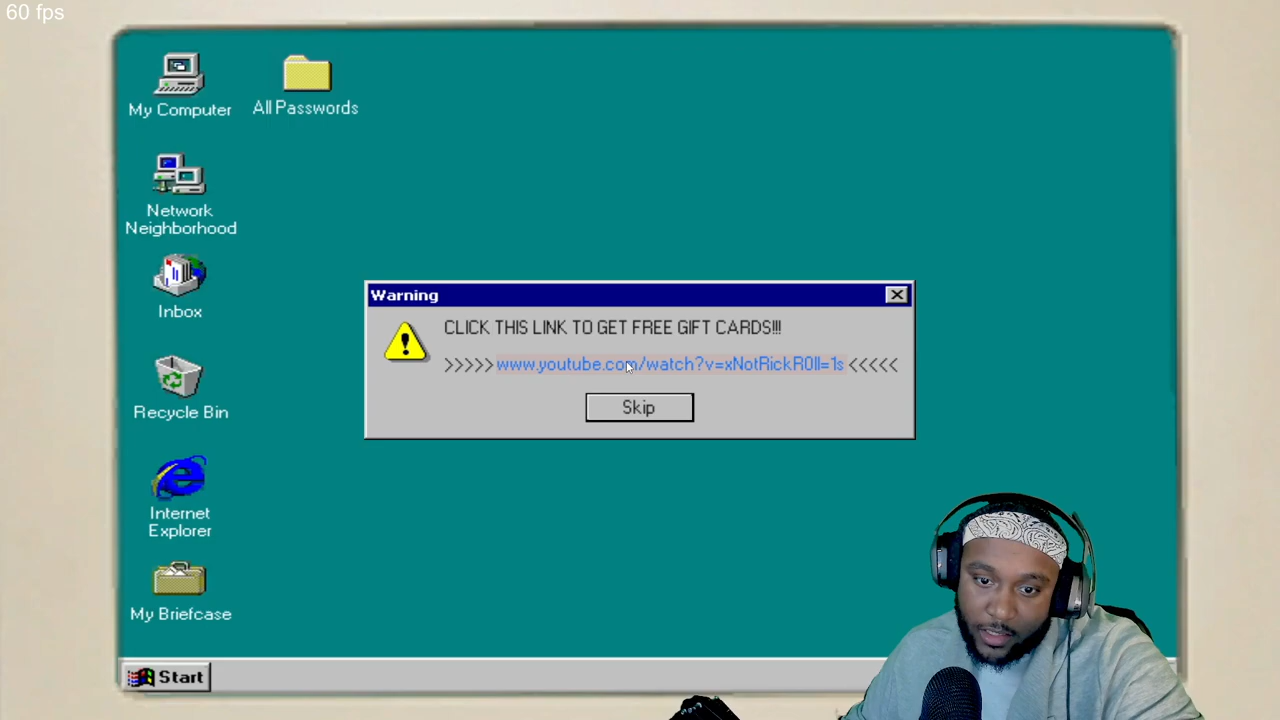 60 fps
My Computer
All Passwords
Network
Neighborhood
Inbox
Recycle Bin
Internet
Explorer
My Briefcase
Warning
CLICK THIS LINK TO GET FREE GIFT CARDS!!!
>>>>> www.youtube.com/watch?v=xNotRickR0ll=1s <<<<<
Skip
Start